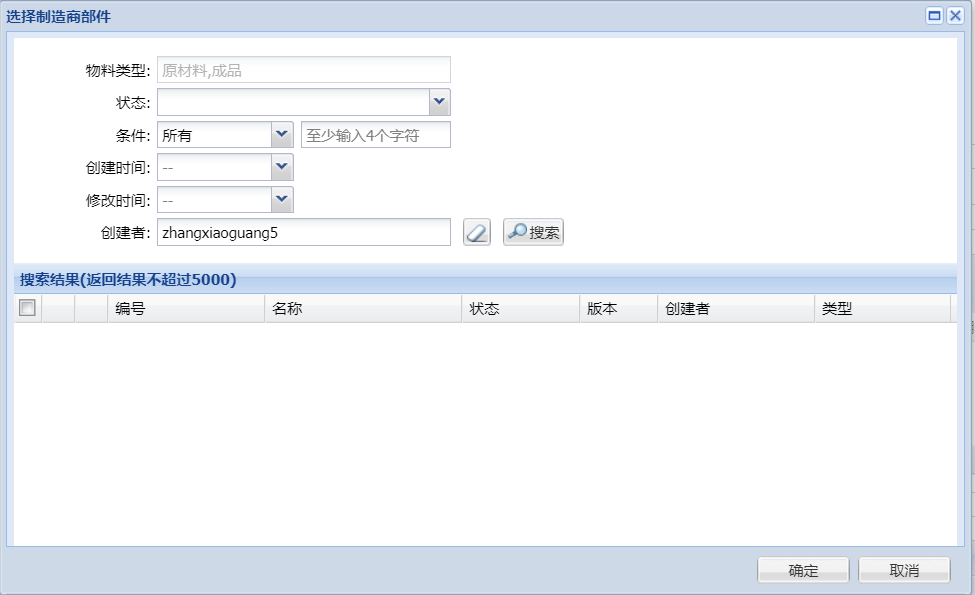 选择制造商部件
物料类型: 原材料,成品
状态:
条件: 所有 至少输入4个字符
创建时间: --
修改时间: --
创建者: zhangxiaoguang5 搜索
搜索结果(返回结果不超过5000)
编号 名称 状态 版本 创建者 类型
确定 取消